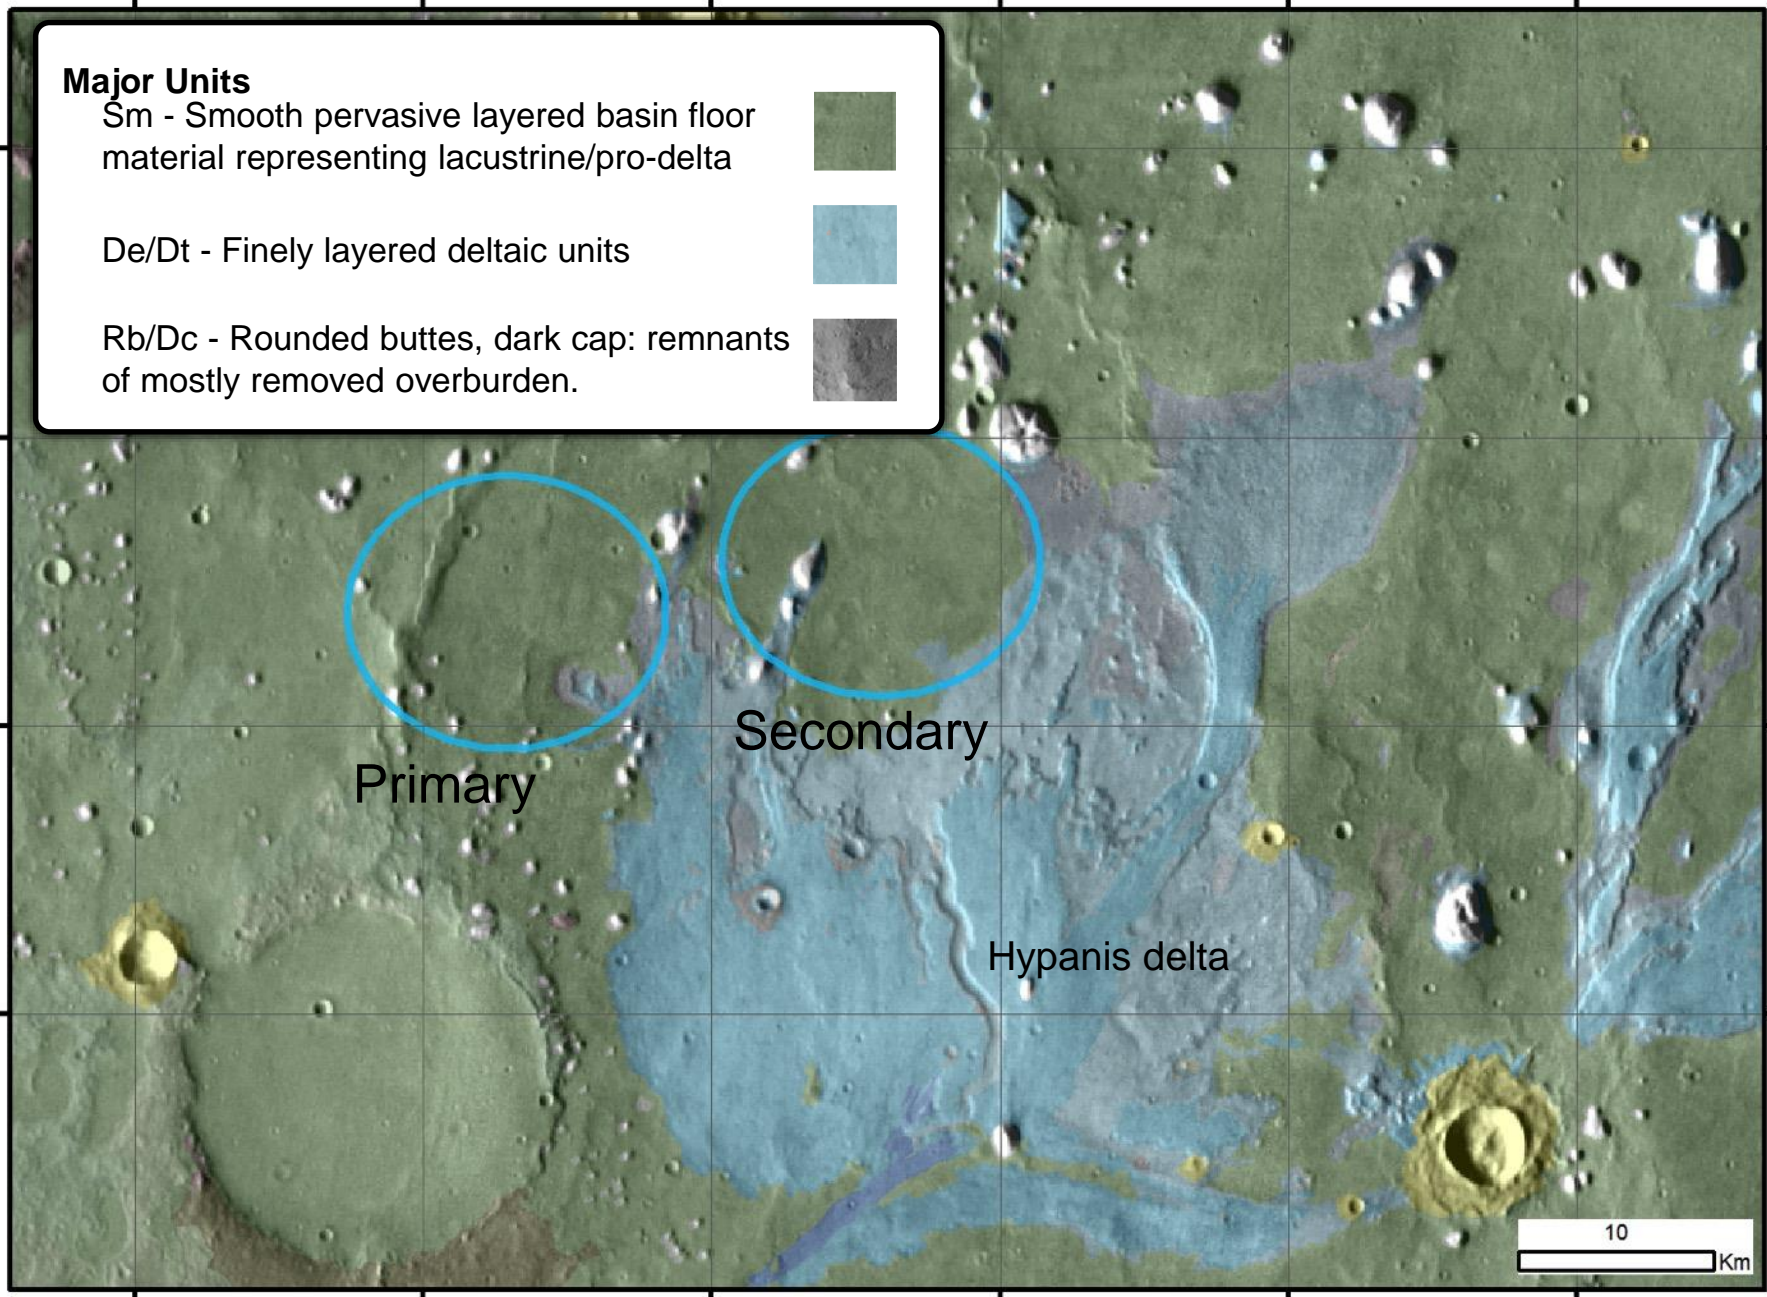 Major Units
Sm - Smooth pervasive layered basin floor
material representing lacustrine/pro-delta
De/Dt - Finely layered deltaic units
Rb/Dc - Rounded buttes, dark cap: remnants
of mostly removed overburden.
Secondary
Primary
Hypanis delta
10
Km